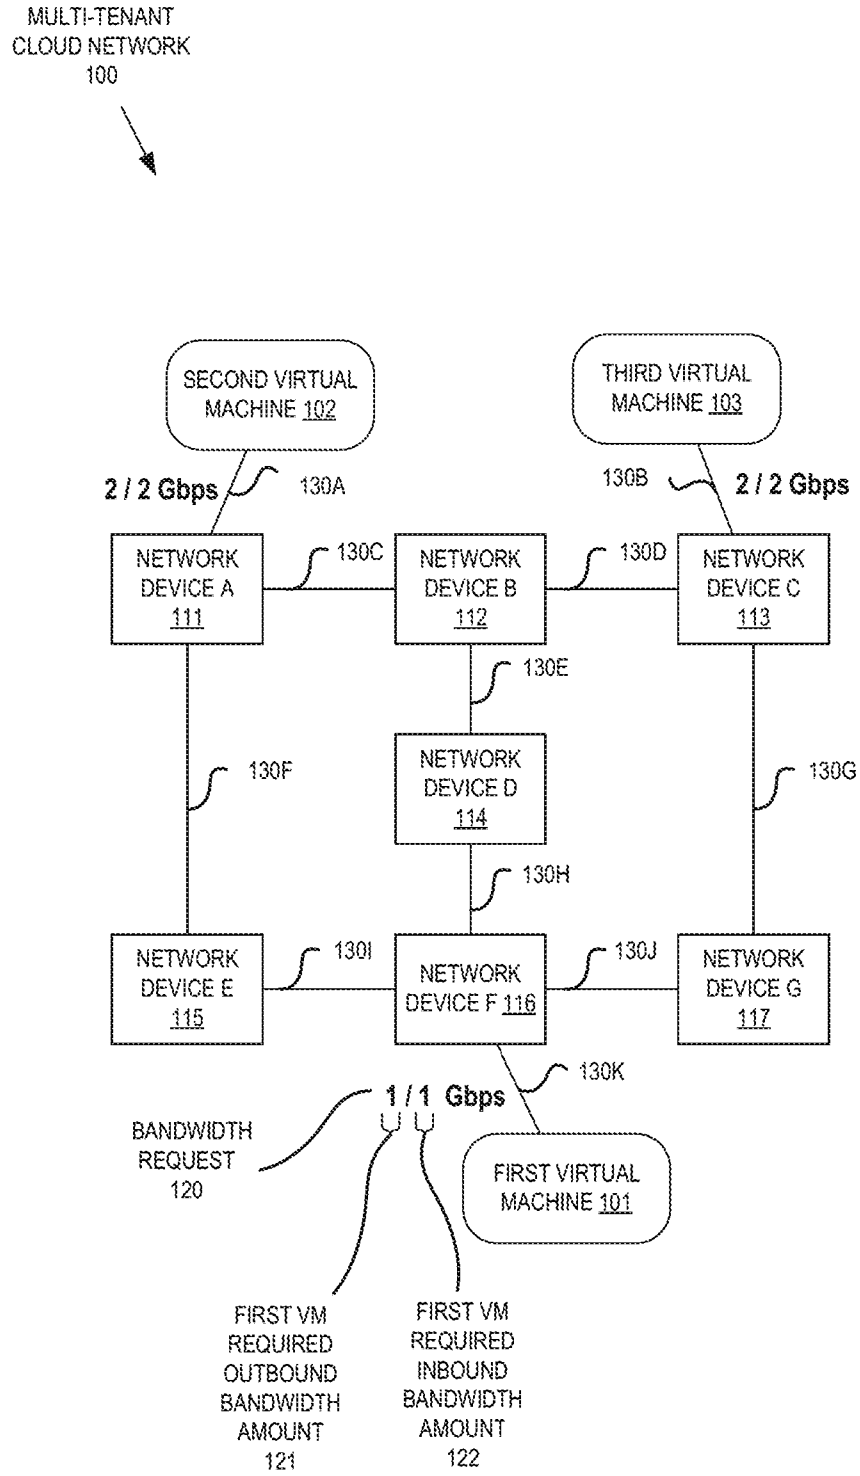 MULTI-TENANT
CLOUD NETWORK
100
SECOND VIRTUAL
MACHINE 102
THIRD VIRTUAL
MACHINE 103
2 / 2 Gbps
130A
130B
2 / 2 Gbps
NETWORK
DEVICE A
111
130C
NETWORK
DEVICE B
112
130D
NETWORK
DEVICE C
113
130E
130F
NETWORK
DEVICE D
114
130G
130H
NETWORK
DEVICE E
115
130I
NETWORK
DEVICE F 116
130J
NETWORK
DEVICE G
117
130K
1 / 1 Gbps
BANDWIDTH
REQUEST
120
FIRST VIRTUAL
MACHINE 101
FIRST VM
REQUIRED
OUTBOUND
BANDWIDTH
AMOUNT
121
FIRST VM
REQUIRED
INBOUND
BANDWIDTH
AMOUNT
122